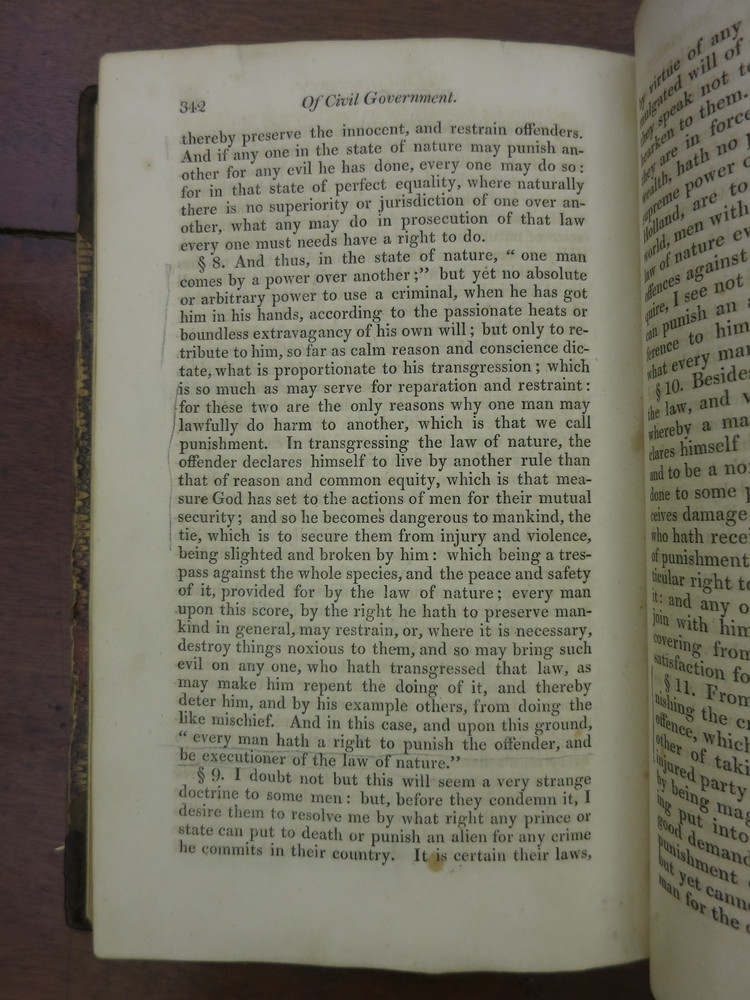 342
Of Civil Government.
thereby preserve the innocent, and restrain offenders.
And if any one in the state of nature may punish an-
other for any evil he has done, every one may do so:
for in that state of perfect equality, where naturally
there is no superiority or jurisdiction of one over an-
other, what any may do in prosecution of that law
every one must needs have a right to do.
§ 8. And thus, in the state of nature, “ one man
comes by a power over another;” but yet no absolute
or arbitrary power to use a criminal, when he has got
him in his hands, according to the passionate heats or
boundless extravagancy of his own will; but only to re-
tribute to him, so far as calm reason and conscience dic-
tate, what is proportionate to his transgression; which
is so much as may serve for reparation and restraint:
for these two are the only reasons why one man may
lawfully do harm to another, which is that we call
punishment. In transgressing the law of nature, the
offender declares himself to live by another rule than
that of reason and common equity, which is that mea-
sure God has set to the actions of men for their mutual
security; and so he becomes dangerous to mankind, the
tie, which is to secure them from injury and violence,
being slighted and broken by him: which being a tres-
pass against the whole species, and the peace and safety
of it, provided for by the law of nature; every man
upon this score, by the right he hath to preserve man-
kind in general, may restrain, or, where it is necessary,
destroy things noxious to them, and so may bring such
evil on any one, who hath transgressed that law, as
may make him repent the doing of it, and thereby
deter him, and by his example others, from doing the
like mischief. And in this case, and upon this ground,
“ every man hath a right to punish the offender, and
be executioner of the law of nature.”
§ 9. I doubt not but this will seem a very strange
doctrine to some men: but, before they condemn it, I
desire them to resolve me by what right any prince or
state can put to death or punish an alien for any crime
he commits in their country. It is certain their laws,
by virtue of any
will of
they speak not to
hearken to them.
they are in force
wealth, hath no
supreme power
Holland, are to
world, men with
law of nature
offences against
I see not
can punish an
to him
what every man
§ 10. Besides
the law, and
whereby a
clares himself
and to be a
done to some
ceives damage
who hath
of punishment
ticular right to
it: and any
join with him
covering from
satisfaction
§ 11. From
nishing the
offence, which
other of
injured party
by being
ing put into
good
punishment
but yet
man for the